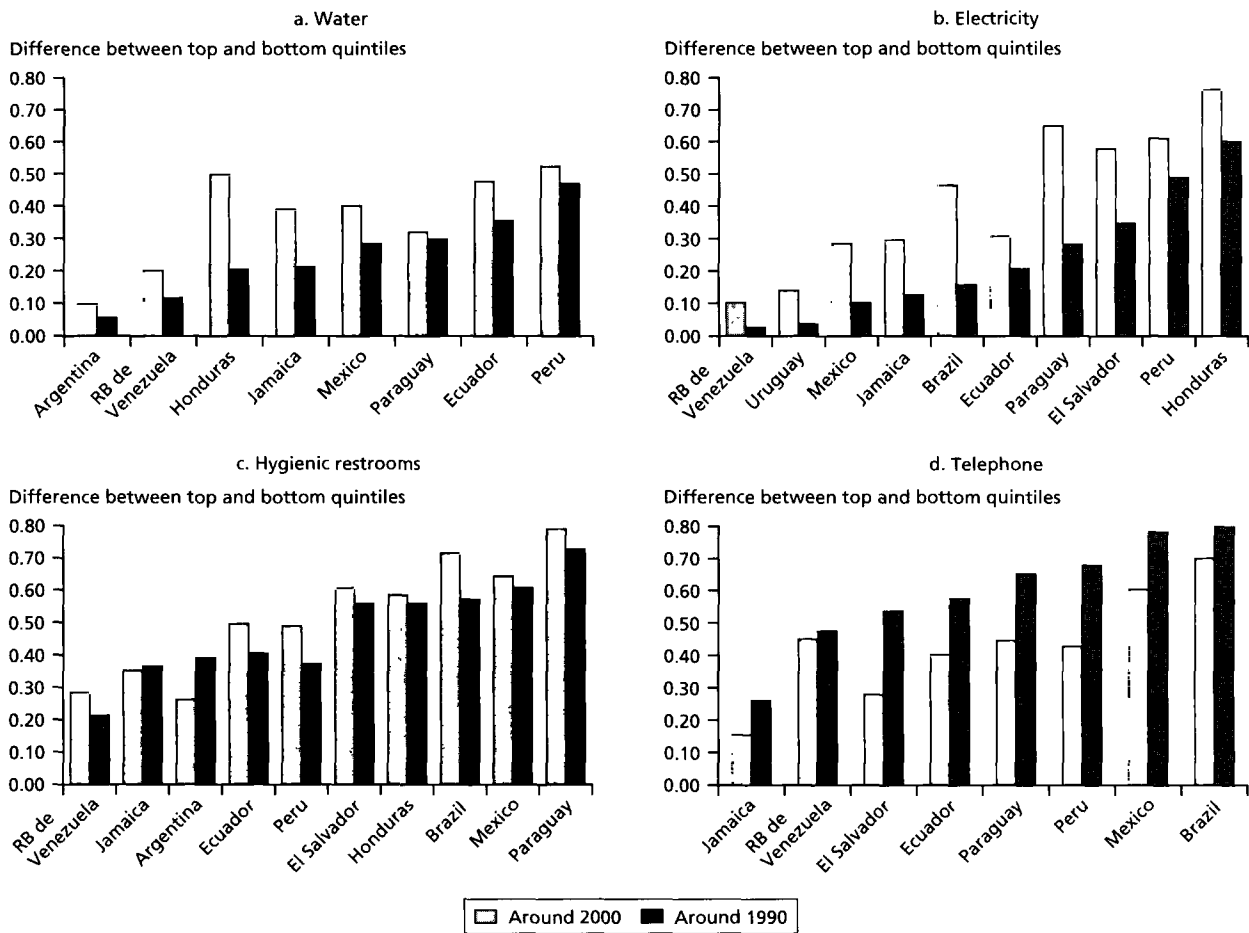 a. Water
Difference between top and bottom quintiles
0.80
0.70
0.60
0.50
0.40
0.30
0.20
0.10
0.00
Argentina
RB de
Venezuela
Honduras
Jamaica
Mexico
Paraguay
Ecuador
Peru
b. Electricity
Difference between top and bottom quintiles
0.80
0.70
0.60
0.50
0.40
0.30
0.20
0.10
0.00
RB de
Venezuela
Uruguay
Mexico
Jamaica
Brazil
Ecuador
Paraguay
El Salvador
Peru
Honduras
c. Hygienic restrooms
Difference between top and bottom quintiles
0.80
0.70
0.60
0.50
0.40
0.30
0.20
0.10
0.00
RB de
Venezuela
Jamaica
Argentina
Ecuador
Peru
El Salvador
Honduras
Brazil
Mexico
Paraguay
d. Telephone
Difference between top and bottom quintiles
0.80
0.70
0.60
0.50
0.40
0.30
0.20
0.10
0.00
Jamaica
RB de
Venezuela
El Salvador
Ecuador
Paraguay
Peru
Mexico
Brazil
Around 2000 Around 1990